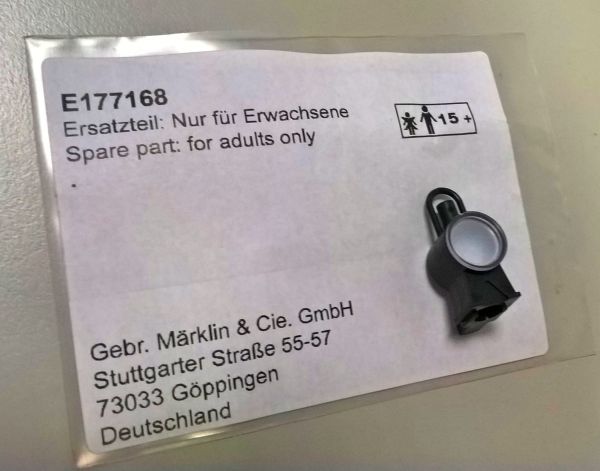 E177168
Ersatzteil: Nur für Erwachsene
Spare part: for adults only
.
15 +
Gebr. Märklin & Cie. GmbH
Stuttgarter Straße 55-57
73033 Göppingen
Deutschland